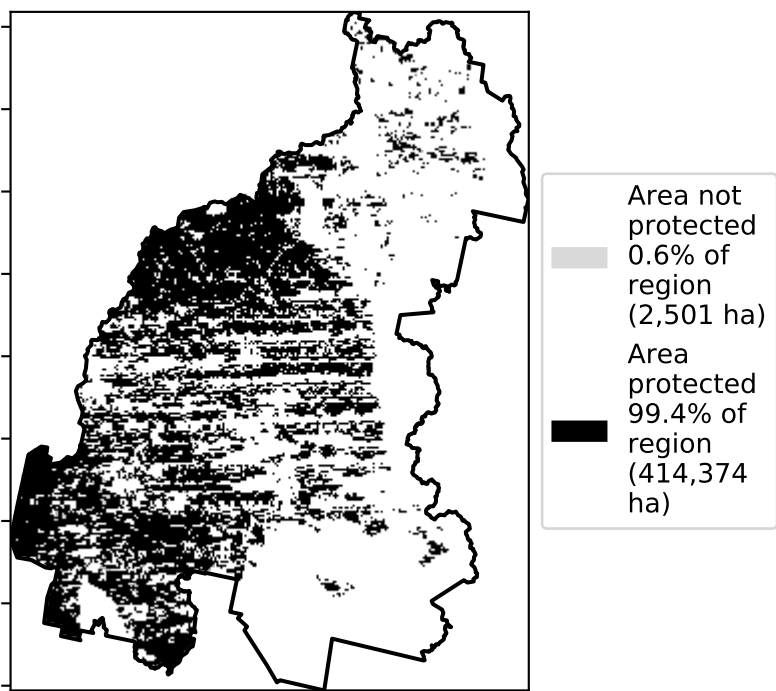 Area not
protected
0.6% of
region
(2,501 ha)
Area
protected
99.4% of
region
(414,374
ha)